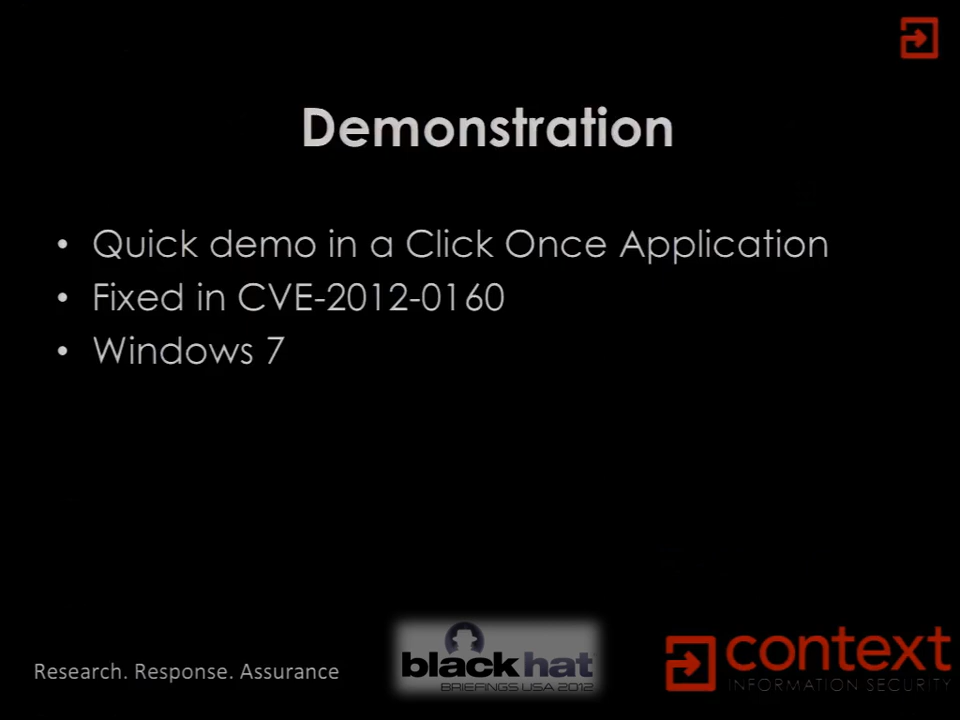 Demonstration
• Quick demo in a Click Once Application
• Fixed in CVE-2012-0160
• Windows 7
Research. Response. Assurance
black hat
BRIEFINGS USA 2012
context
INFORMATION SECURITY